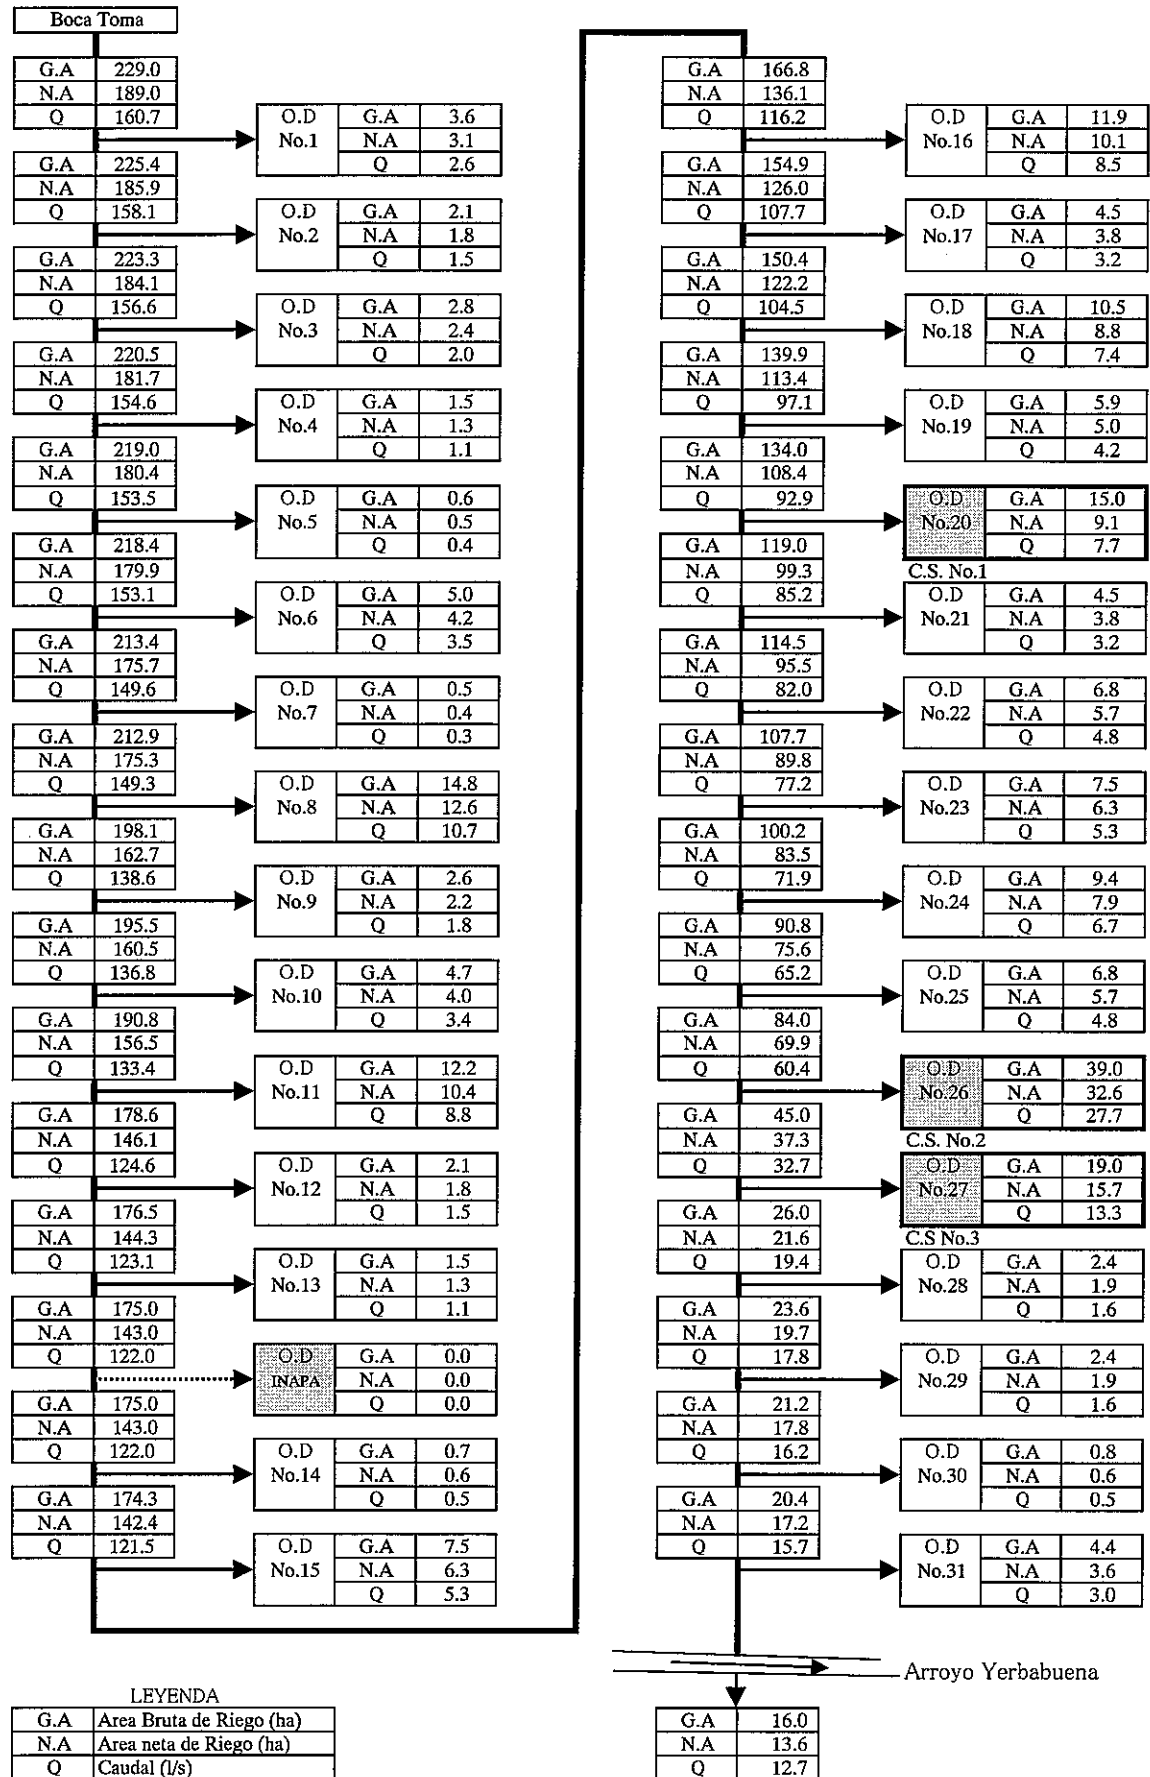 Boca Toma
G.A 229.0
N.A 189.0
Q 160.7
O.D No.1
G.A 3.6
N.A 3.1
Q 2.6
G.A 225.4
N.A 185.9
Q 158.1
O.D No.2
G.A 2.1
N.A 1.8
Q 1.5
G.A 223.3
N.A 184.1
Q 156.6
O.D No.3
G.A 2.8
N.A 2.4
Q 2.0
G.A 220.5
N.A 181.7
Q 154.6
O.D No.4
G.A 1.5
N.A 1.3
Q 1.1
G.A 219.0
N.A 180.4
Q 153.5
O.D No.5
G.A 0.6
N.A 0.5
Q 0.4
G.A 218.4
N.A 179.9
Q 153.1
O.D No.6
G.A 5.0
N.A 4.2
Q 3.5
G.A 213.4
N.A 175.7
Q 149.6
O.D No.7
G.A 0.5
N.A 0.4
Q 0.3
G.A 212.9
N.A 175.3
Q 149.3
O.D No.8
G.A 14.8
N.A 12.6
Q 10.7
G.A 198.1
N.A 162.7
Q 138.6
O.D No.9
G.A 2.6
N.A 2.2
Q 1.8
G.A 195.5
N.A 160.5
Q 136.8
O.D No.10
G.A 4.7
N.A 4.0
Q 3.4
G.A 190.8
N.A 156.5
Q 133.4
O.D No.11
G.A 12.2
N.A 10.4
Q 8.8
G.A 178.6
N.A 146.1
Q 124.6
O.D No.12
G.A 2.1
N.A 1.8
Q 1.5
G.A 176.5
N.A 144.3
Q 123.1
O.D No.13
G.A 1.5
N.A 1.3
Q 1.1
G.A 175.0
N.A 143.0
Q 122.0
O.D INAPA
G.A 0.0
N.A 0.0
Q 0.0
G.A 175.0
N.A 143.0
Q 122.0
O.D No.14
G.A 0.7
N.A 0.6
Q 0.5
G.A 174.3
N.A 142.4
Q 121.5
O.D No.15
G.A 7.5
N.A 6.3
Q 5.3
G.A 166.8
N.A 136.1
Q 116.2
O.D No.16
G.A 11.9
N.A 10.1
Q 8.5
G.A 154.9
N.A 126.0
Q 107.7
O.D No.17
G.A 4.5
N.A 3.8
Q 3.2
G.A 150.4
N.A 122.2
Q 104.5
O.D No.18
G.A 10.5
N.A 8.8
Q 7.4
G.A 139.9
N.A 113.4
Q 97.1
O.D No.19
G.A 5.9
N.A 5.0
Q 4.2
G.A 134.0
N.A 108.4
Q 92.9
O.D No.20
G.A 15.0
N.A 9.1
Q 7.7
C.S. No.1
G.A 119.0
N.A 99.3
Q 85.2
O.D No.21
G.A 4.5
N.A 3.8
Q 3.2
G.A 114.5
N.A 95.5
Q 82.0
O.D No.22
G.A 6.8
N.A 5.7
Q 4.8
G.A 107.7
N.A 89.8
Q 77.2
O.D No.23
G.A 7.5
N.A 6.3
Q 5.3
G.A 100.2
N.A 83.5
Q 71.9
O.D No.24
G.A 9.4
N.A 7.9
Q 6.7
G.A 90.8
N.A 75.6
Q 65.2
O.D No.25
G.A 6.8
N.A 5.7
Q 4.8
G.A 84.0
N.A 69.9
Q 60.4
O.D No.26
G.A 39.0
N.A 32.6
Q 27.7
C.S. No.2
G.A 45.0
N.A 37.3
Q 32.7
O.D No.27
G.A 19.0
N.A 15.7
Q 13.3
C.S No.3
G.A 26.0
N.A 21.6
Q 19.4
O.D No.28
G.A 2.4
N.A 1.9
Q 1.6
G.A 23.6
N.A 19.7
Q 17.8
O.D No.29
G.A 2.4
N.A 1.9
Q 1.6
G.A 21.2
N.A 17.8
Q 16.2
O.D No.30
G.A 0.8
N.A 0.6
Q 0.5
G.A 20.4
N.A 17.2
Q 15.7
O.D No.31
G.A 4.4
N.A 3.6
Q 3.0
Arroyo Yerbabuena
G.A 16.0
N.A 13.6
Q 12.7
LEYENDA
G.A Area Bruta de Riego (ha)
N.A Area neta de Riego (ha)
Q Caudal (l/s)